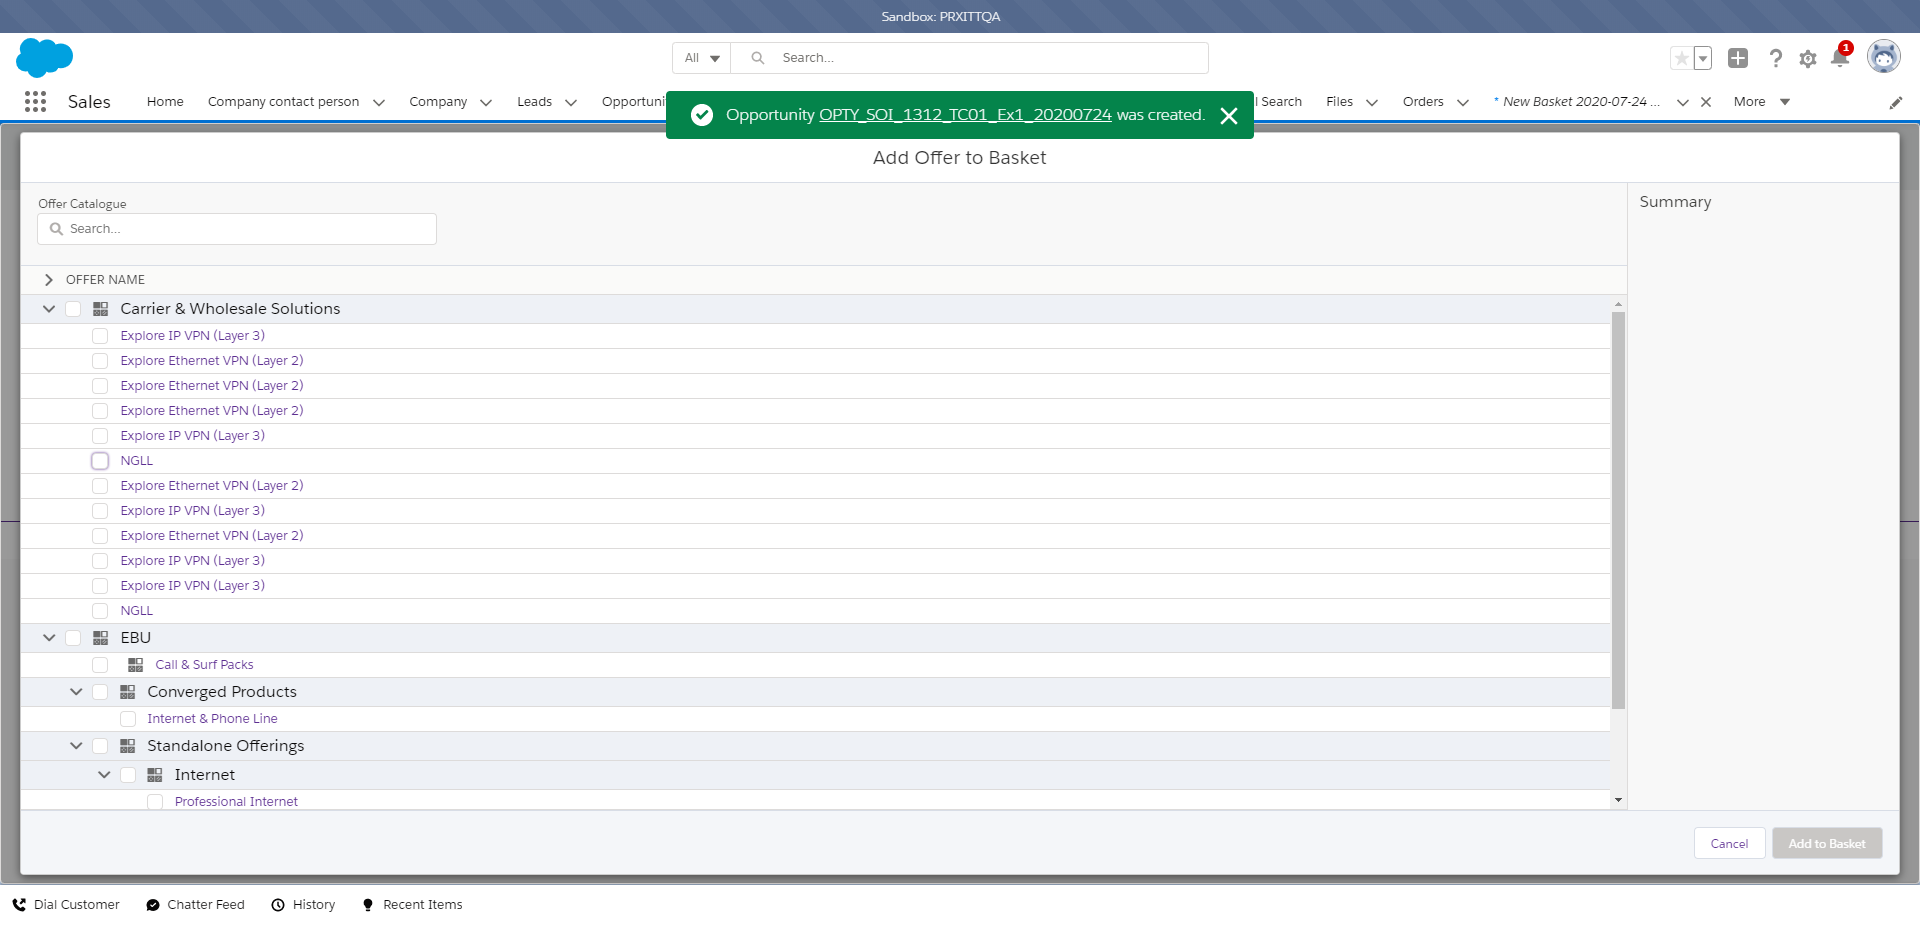 Sandbox: PRXITTQA
All
Search...
1
Sales
Home
Company contact person
Company
Leads
Search
Files
Orders
* New Basket 2020-07-24 ...
More
Opportunity OPTY_SOI_1312_TC01_Ex1_20200724 was created.
Add Offer to Basket
Offer Catalogue
Search...
Summary
OFFER NAME
Carrier & Wholesale Solutions
Explore IP VPN (Layer 3)
Explore Ethernet VPN (Layer 2)
Explore Ethernet VPN (Layer 2)
Explore Ethernet VPN (Layer 2)
Explore IP VPN (Layer 3)
NGLL
Explore Ethernet VPN (Layer 2)
Explore IP VPN (Layer 3)
Explore Ethernet VPN (Layer 2)
Explore IP VPN (Layer 3)
Explore IP VPN (Layer 3)
NGLL
EBU
Call & Surf Packs
Converged Products
Internet & Phone Line
Standalone Offerings
Internet
Professional Internet
Cancel
Add to Basket
Dial Customer
Chatter Feed
History
Recent Items